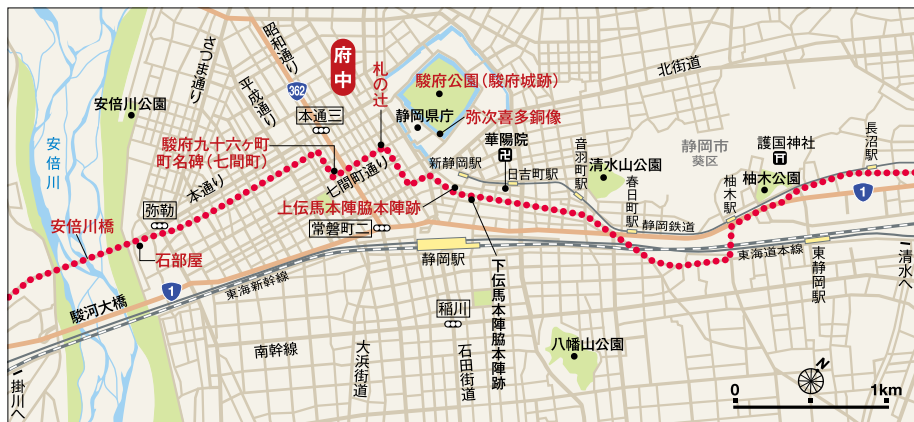 さつま通り
昭和通り
362
平成通り
府中
本通三
札の辻
駿府公園(駿府城跡)
静岡県庁
弥次喜多銅像
北街道
安倍川公園
安倍川
駿府九十六ヶ町
町名碑(七間町)
七間町通り
本通り
弥勒
安倍川橋
石部屋
華陽院
新静岡駅
日吉町駅
音羽町駅
清水山公園
春日町駅
静岡市
葵区
護国神社
柚木公園
柚木駅
長沼駅
1
静岡鉄道
上伝馬本陣脇本陣跡
常磐町二
静岡駅
下伝馬本陣脇本陣跡
東海道本線
東静岡駅
清水へ
駿河大橋
1
東海新幹線
掛川へ
南幹線
大浜街道
稲川
石田街道
八幡山公園
N
0
1km